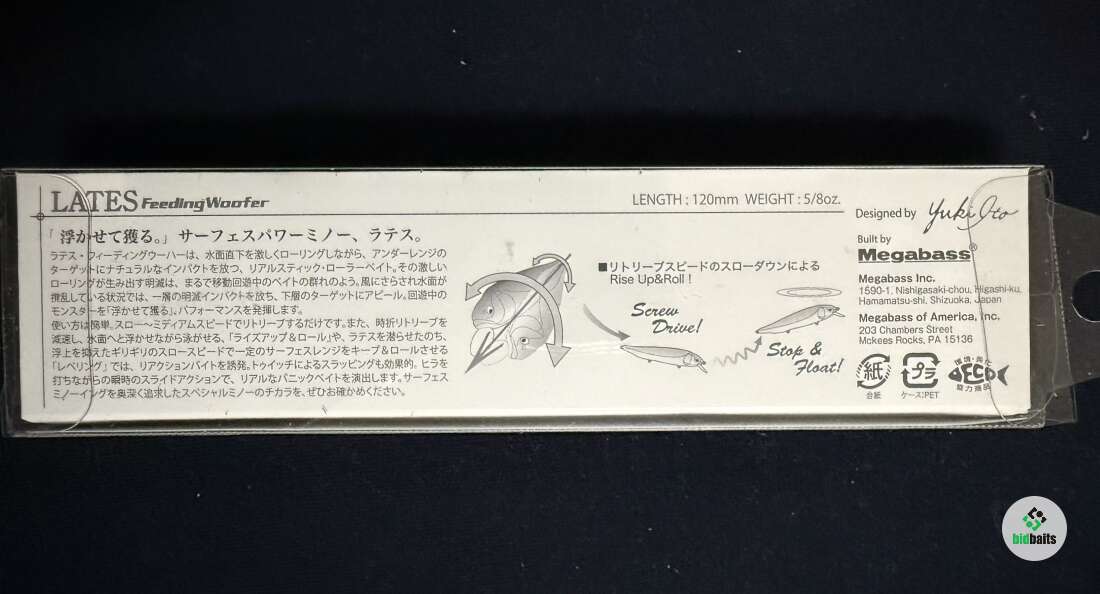 LATES FeedingWoofer
LENGTH : 120mm WEIGHT : 5/8oz.
「浮かせて獲る。」サーフェスパワーミノー、ラテス。
ラテス・フィーディングウーハーは、水面直下を激しくローリングしながら、アンダーレンジの
ターゲットにナチュラルなインパクトを放つ、リアルスティック・ローラーベイト。その激しい
ローリングが生み出す明滅は、まるで移動回遊中のベイトの群れのよう。風にさらされ水面が
撹乱している状況では、一層の明滅インパクトを放ち、下層のターゲットにアピール。回遊中の
モンスターを「浮かせて獲る」、パフォーマンスを発揮します。
使い方は簡単。スロー〜ミディアムスピードでリトリーブするだけです。また、時折リトリーブを
減速し、水面へと浮かせながら泳がせる、「ライズアップ＆ロール」や、ラテスを潜らせたのち、
浮上を抑えたギリギリのスロースピードで一定のサーフェスレンジをキープ＆ロールさせる
「レベリング」では、リアクションバイトを誘発。トゥイッチによるスラッピングも効果的。ヒラを
打ちながらの瞬時のスライドアクションで、リアルなパニックベイトを演出します。サーフェス
ミノーイングを奥深く追求したスペシャルミノーのチカラを、ぜひお確かめください。
■リトリーブスピードのスローダウンによる
Rise Up&Roll !
Screw
Drive!
Stop &
Float!
Designed by Yuki Ito
Built by
Megabass®
Megabass Inc.
1590-1, Nishigasaki-chou, Higashi-ku,
Hamamatsu-shi, Shizuoka, Japan
Megabass of America, Inc.
203 Chambers Street
Mckees Rocks, PA 15136
紙
台紙
プラ
ケース:PET
ECO
bidbaits